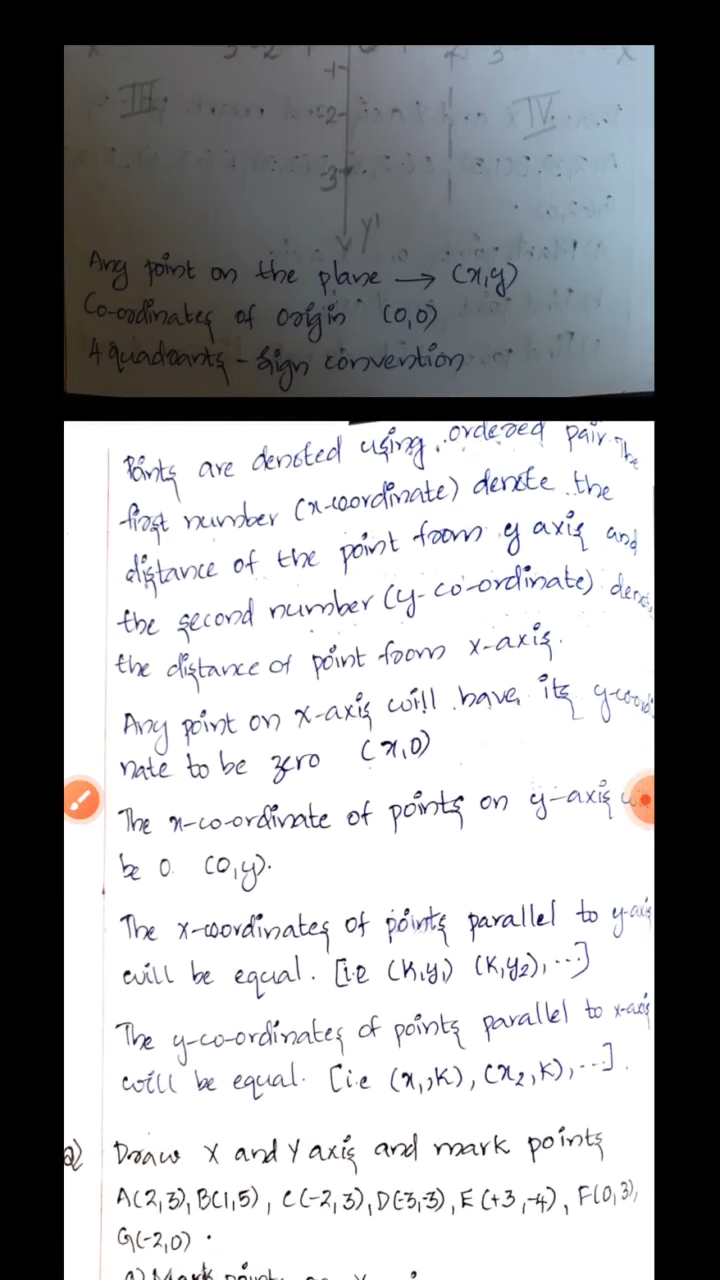 3 -2
3 X
-1
III
-2
IV
-3
Y'
Any point on the plane → (x,y)
Co-ordinates of origin (0,0)
4 quadrants - sign convention
Points are denoted using ordered pair. The
first number (x-coordinate) denote the
distance of the point from y axis and
the second number (y-co-ordinate)
the distance of point from x-axis.
Any point on x-axis will have its
nate to be zero (x,0)
The x-co-ordinate of points on y-axis
be 0. (0,y).
The x-coordinates of points parallel to y-axis
will be equal. [i.e (K,y₁) (K,y₂),...]
The y-co-ordinates of points parallel to x-axis
will be equal. [i.e (x₁,K), (x₂,K),...].
Q) Draw X and Y axis and mark points
A(2,3), B(1,5), C(-2,3), D(-3,-3), E(+3,-4), F(0,3),
G(-2,0).
a) Mark points